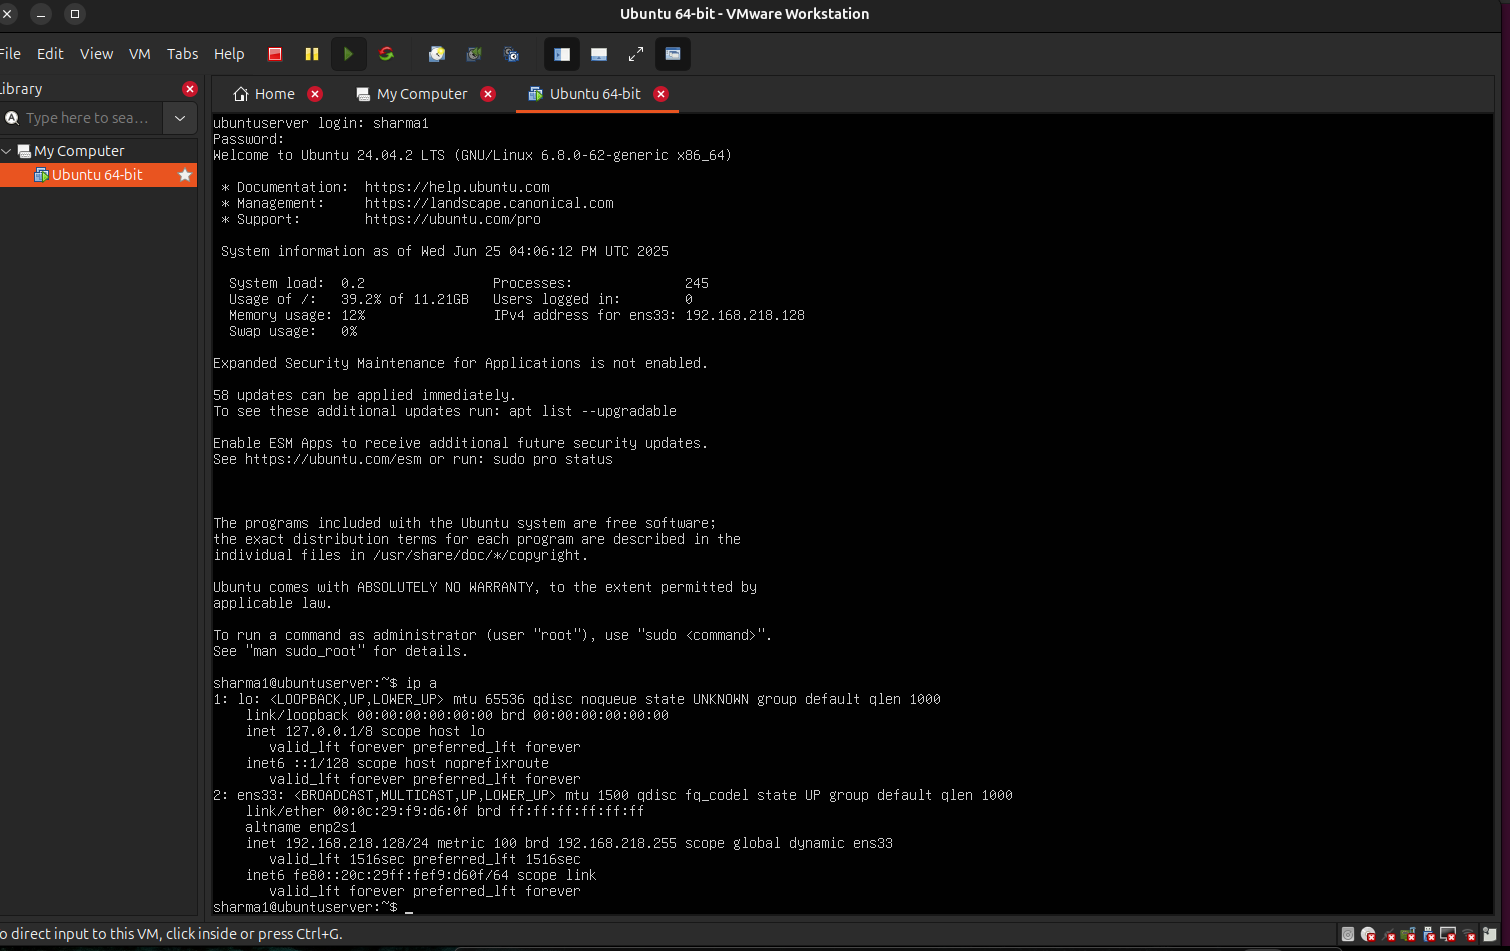 Ubuntu 64-bit - VMware Workstation
File Edit View VM Tabs Help
Library
Type here to sea...
My Computer
Ubuntu 64-bit
Home
My Computer
Ubuntu 64-bit
ubuntuserver login: sharma1
Password:
Welcome to Ubuntu 24.04.2 LTS (GNU/Linux 6.8.0-62-generic x86_64)
* Documentation: https://help.ubuntu.com
* Management: https://landscape.canonical.com
* Support: https://ubuntu.com/pro
System information as of Wed Jun 25 04:06:12 PM UTC 2025
System load: 0.2 Processes: 245
Usage of /: 39.2% of 11.21GB Users logged in: 0
Memory usage: 12% IPv4 address for ens33: 192.168.218.128
Swap usage: 0%
Expanded Security Maintenance for Applications is not enabled.
58 updates can be applied immediately.
To see these additional updates run: apt list --upgradable
Enable ESM Apps to receive additional future security updates.
See https://ubuntu.com/esm or run: sudo pro status
The programs included with the Ubuntu system are free software;
the exact distribution terms for each program are described in the
individual files in /usr/share/doc/*/copyright.
Ubuntu comes with ABSOLUTELY NO WARRANTY, to the extent permitted by
applicable law.
To run a command as administrator (user "root"), use "sudo <command>".
See "man sudo_root" for details.
sharma1@ubuntuserver:~$ ip a
1: lo: <LOOPBACK,UP,LOWER_UP> mtu 65536 qdisc noqueue state UNKNOWN group default qlen 1000
link/loopback 00:00:00:00:00:00 brd 00:00:00:00:00:00
inet 127.0.0.1/8 scope host lo
valid_lft forever preferred_lft forever
inet6 ::1/128 scope host noprefixroute
valid_lft forever preferred_lft forever
2: ens33: <BROADCAST,MULTICAST,UP,LOWER_UP> mtu 1500 qdisc fq_codel state UP group default qlen 1000
link/ether 00:0c:29:f9:d6:0f brd ff:ff:ff:ff:ff:ff
altname enp2s1
inet 192.168.218.128/24 metric 100 brd 192.168.218.255 scope global dynamic ens33
valid_lft 1516sec preferred_lft 1516sec
inet6 fe80::20c:29ff:fef9:d60f/64 scope link
valid_lft forever preferred_lft forever
sharma1@ubuntuserver:~$ _
o direct input to this VM, click inside or press Ctrl+G.